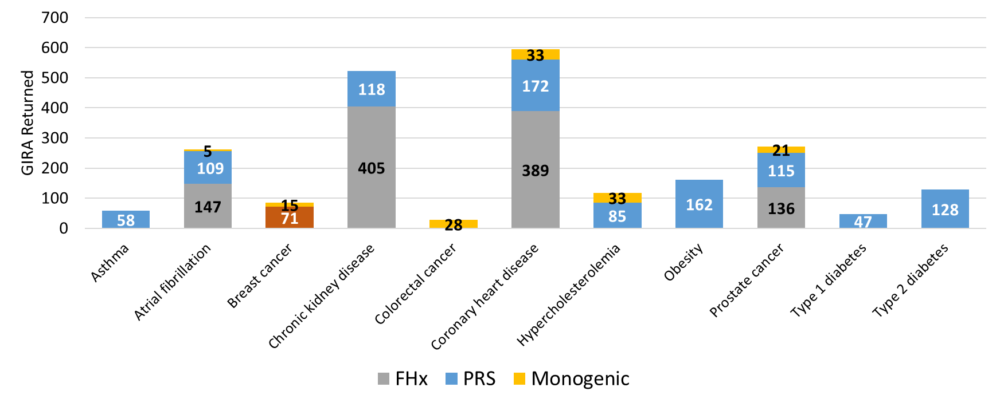 700
600
500
400
300
200
100
0
GIRA Returned
58
5
109
147
15
71
118
405
28
33
172
389
33
85
162
21
115
136
47
128
Asthma
Atrial fibrillation
Breast cancer
Chronic kidney disease
Colorectal cancer
Coronary heart disease
Hypercholesterolemia
Obesity
Prostate cancer
Type 1 diabetes
Type 2 diabetes
FHx PRS Monogenic